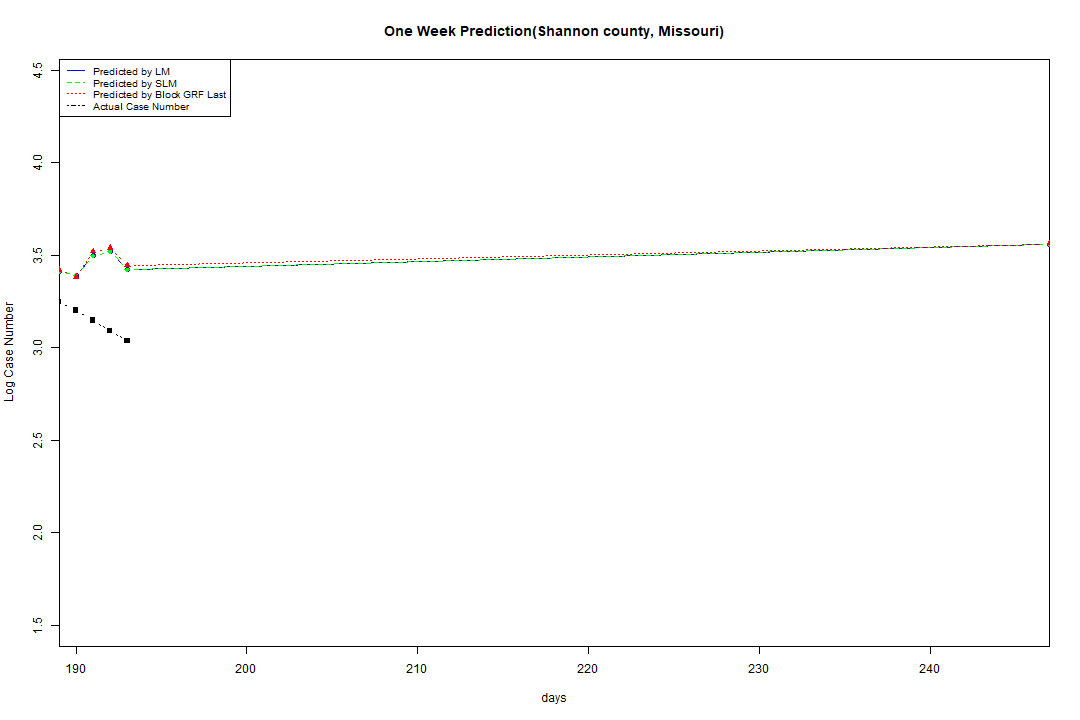 One Week Prediction(Shannon county, Missouri)
Predicted by LM
Predicted by SLM
Predicted by Block GRF Last
Actual Case Number
4.5
4.0
3.5
3.0
2.5
2.0
1.5
Log Case Number
190 200 210 220 230 240
days